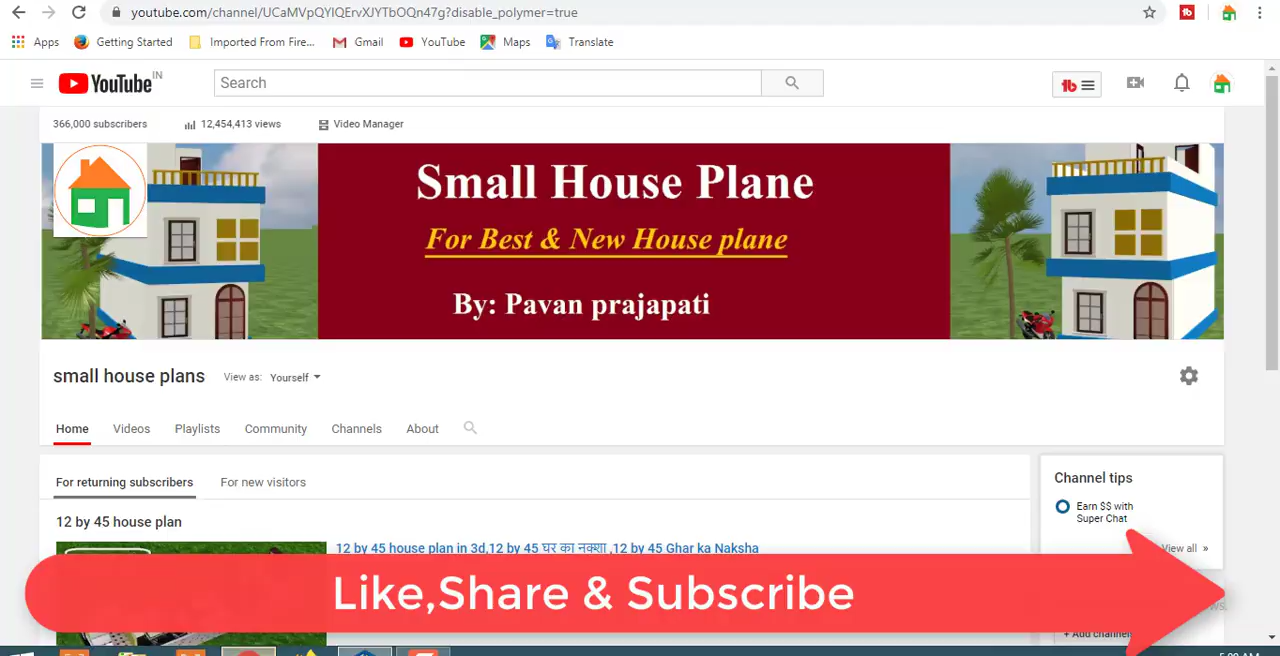 youtube.com/channel/UCaMVpQYIQErvXJYTbOQn47g?disable_polymer=true
Apps Getting Started Imported From Fire... Gmail YouTube Maps Translate
YouTube IN Search
366,000 subscribers 12,454,413 views Video Manager
Small House Plane
For Best & New House plane
By: Pavan prajapati
small house plans View as: Yourself
Home Videos Playlists Community Channels About
For returning subscribers For new visitors
Channel tips
Earn $$ with
Super Chat
12 by 45 house plan
12 by 45 house plan in 3d,12 by 45 घर का नक्शा ,12 by 45 Ghar ka Naksha
View all »
Like,Share & Subscribe
+ Add channel